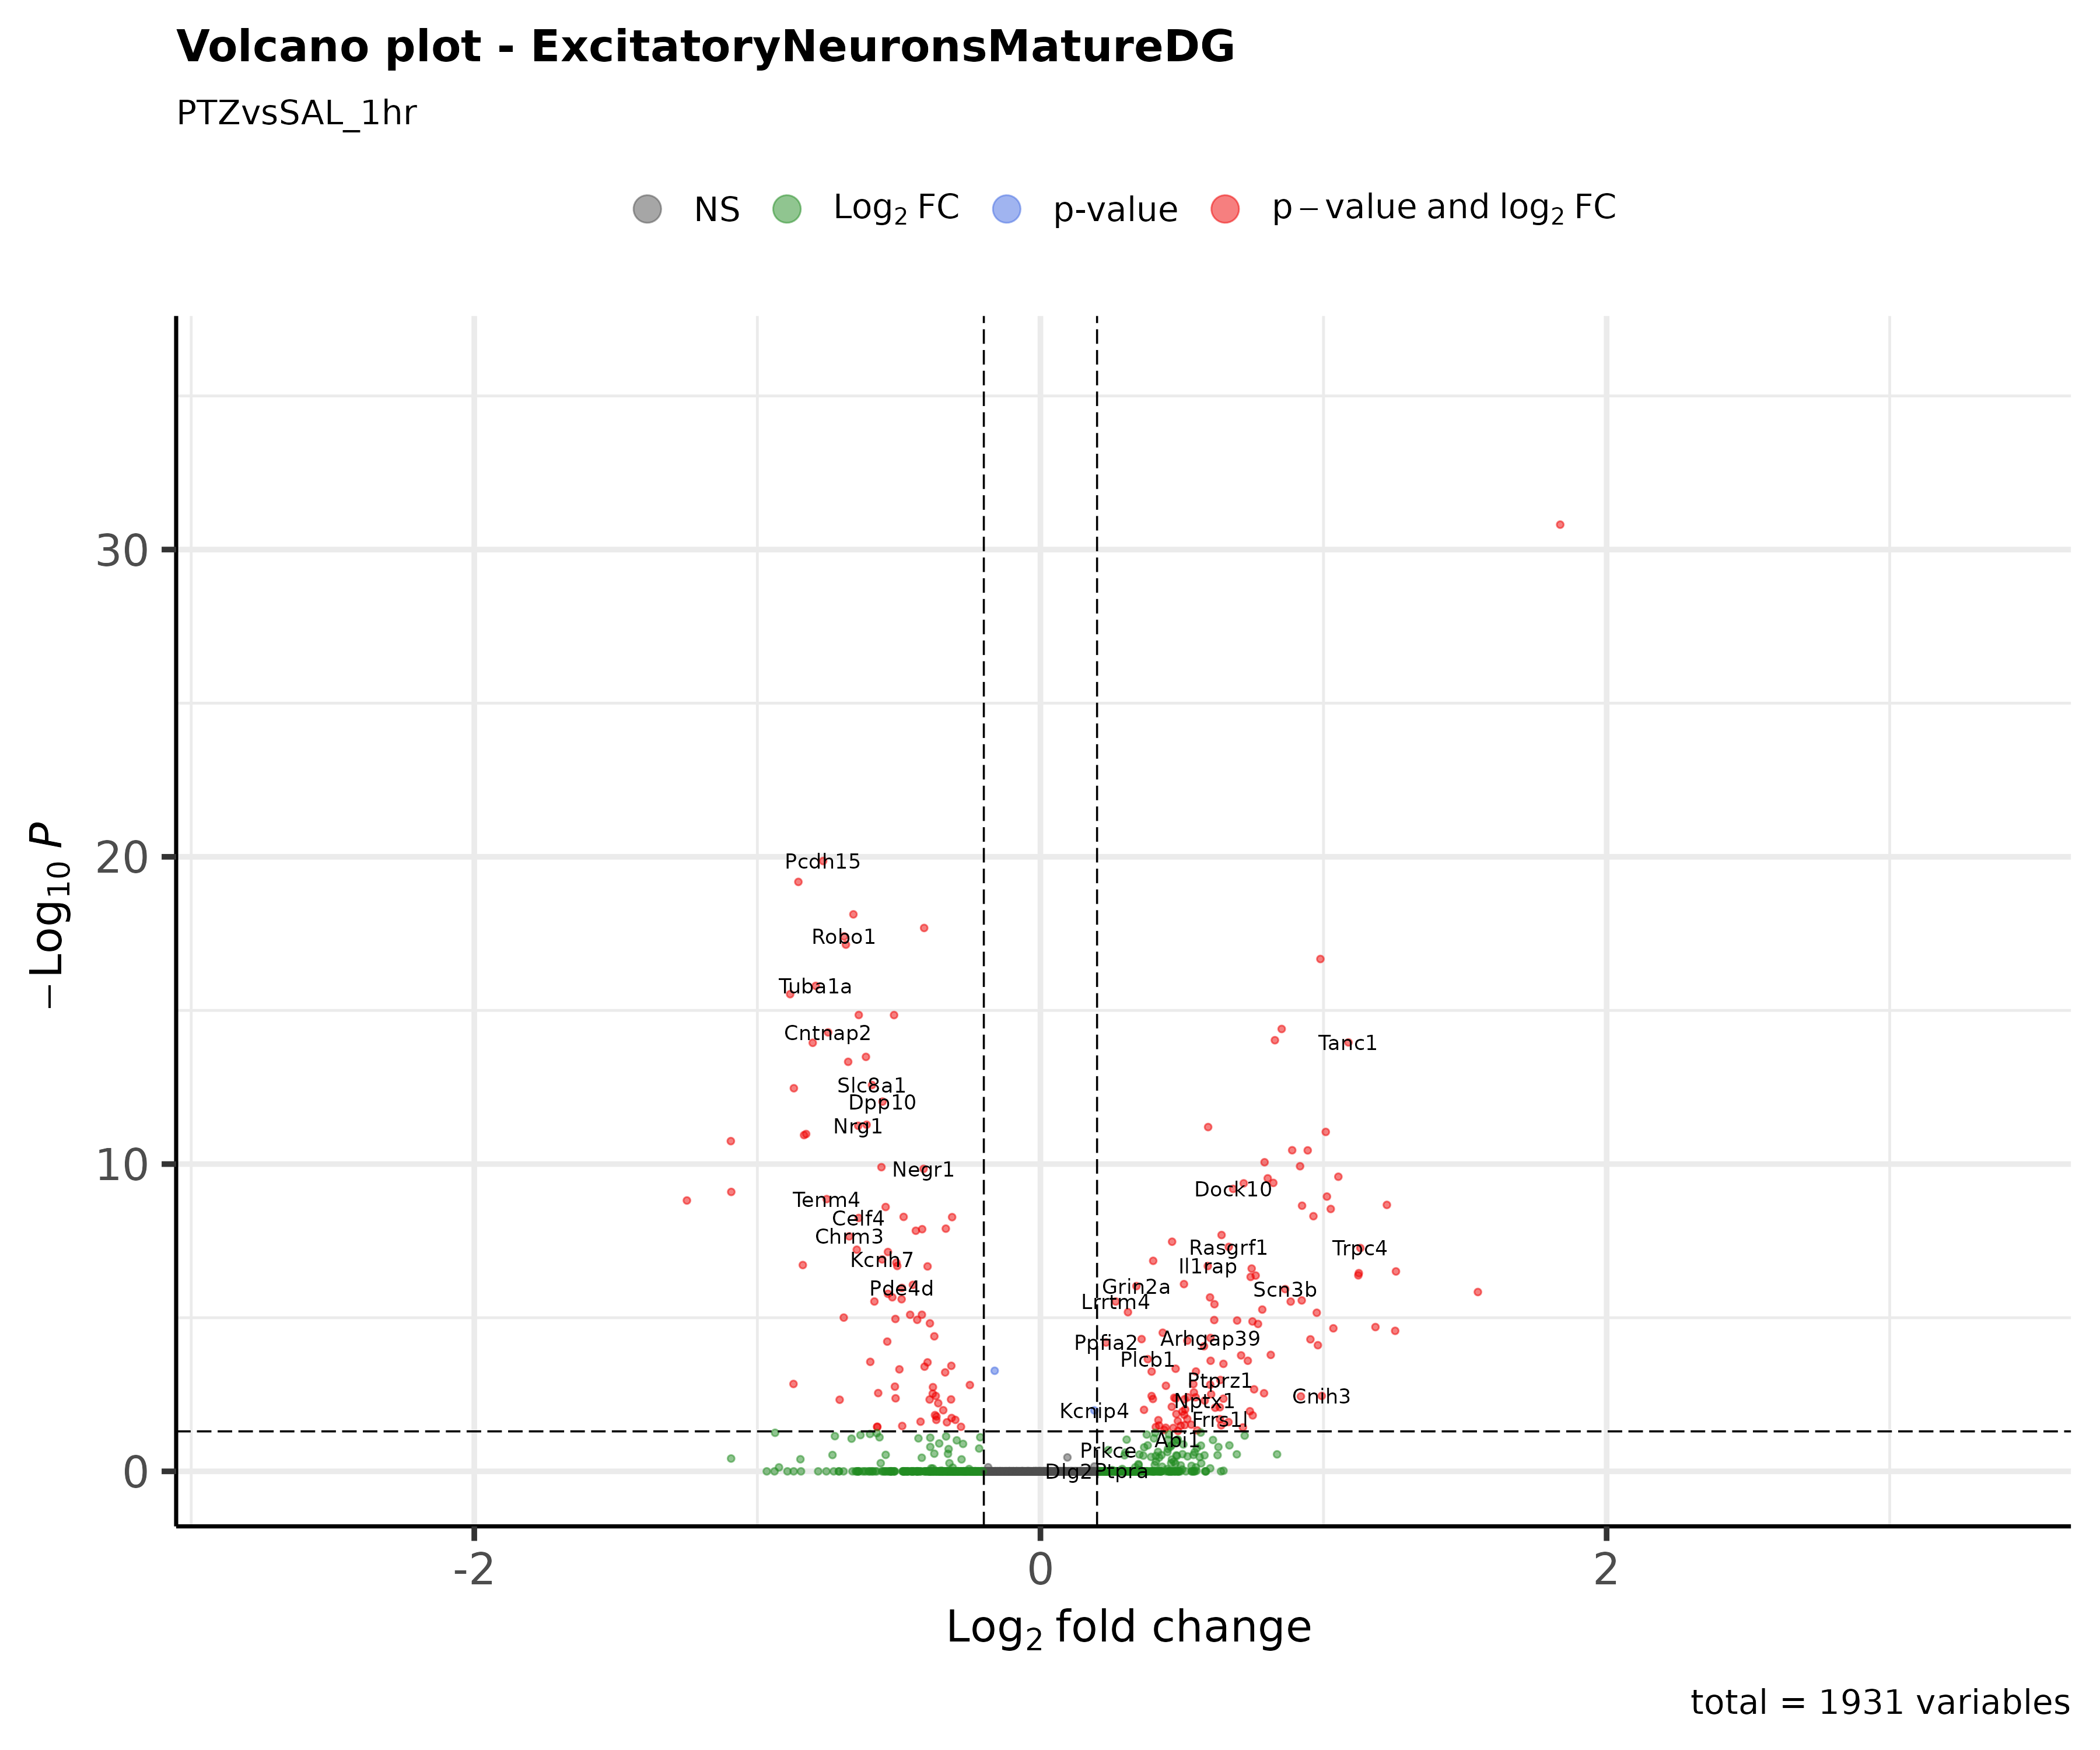 Volcano plot - ExcitatoryNeuronsMatureDG
PTZvsSAL_1hr
NS Log2 FC p-value p−value and log2 FC
−Log10 P
30
20
10
0
Pcdh15
Robo1
Tuba1a
Cntnap2
Tanc1
Slc8a1
Dpp10
Nrg1
Negr1
Dock10
Tenm4
Celf4
Chrm3
Rasgrf1
Trpc4
Kcnh7
Il1rap
Grin2a
Pde4d
Scn3b
Lrrtm4
Ppfia2
Arhgap39
Plcb1
Ptprz1
Cnih3
Nptx1
Kcnip4
Frrs1l
Abi1
Prkce
Dlg2
Ptpra
-2 0 2
Log2 fold change
total = 1931 variables